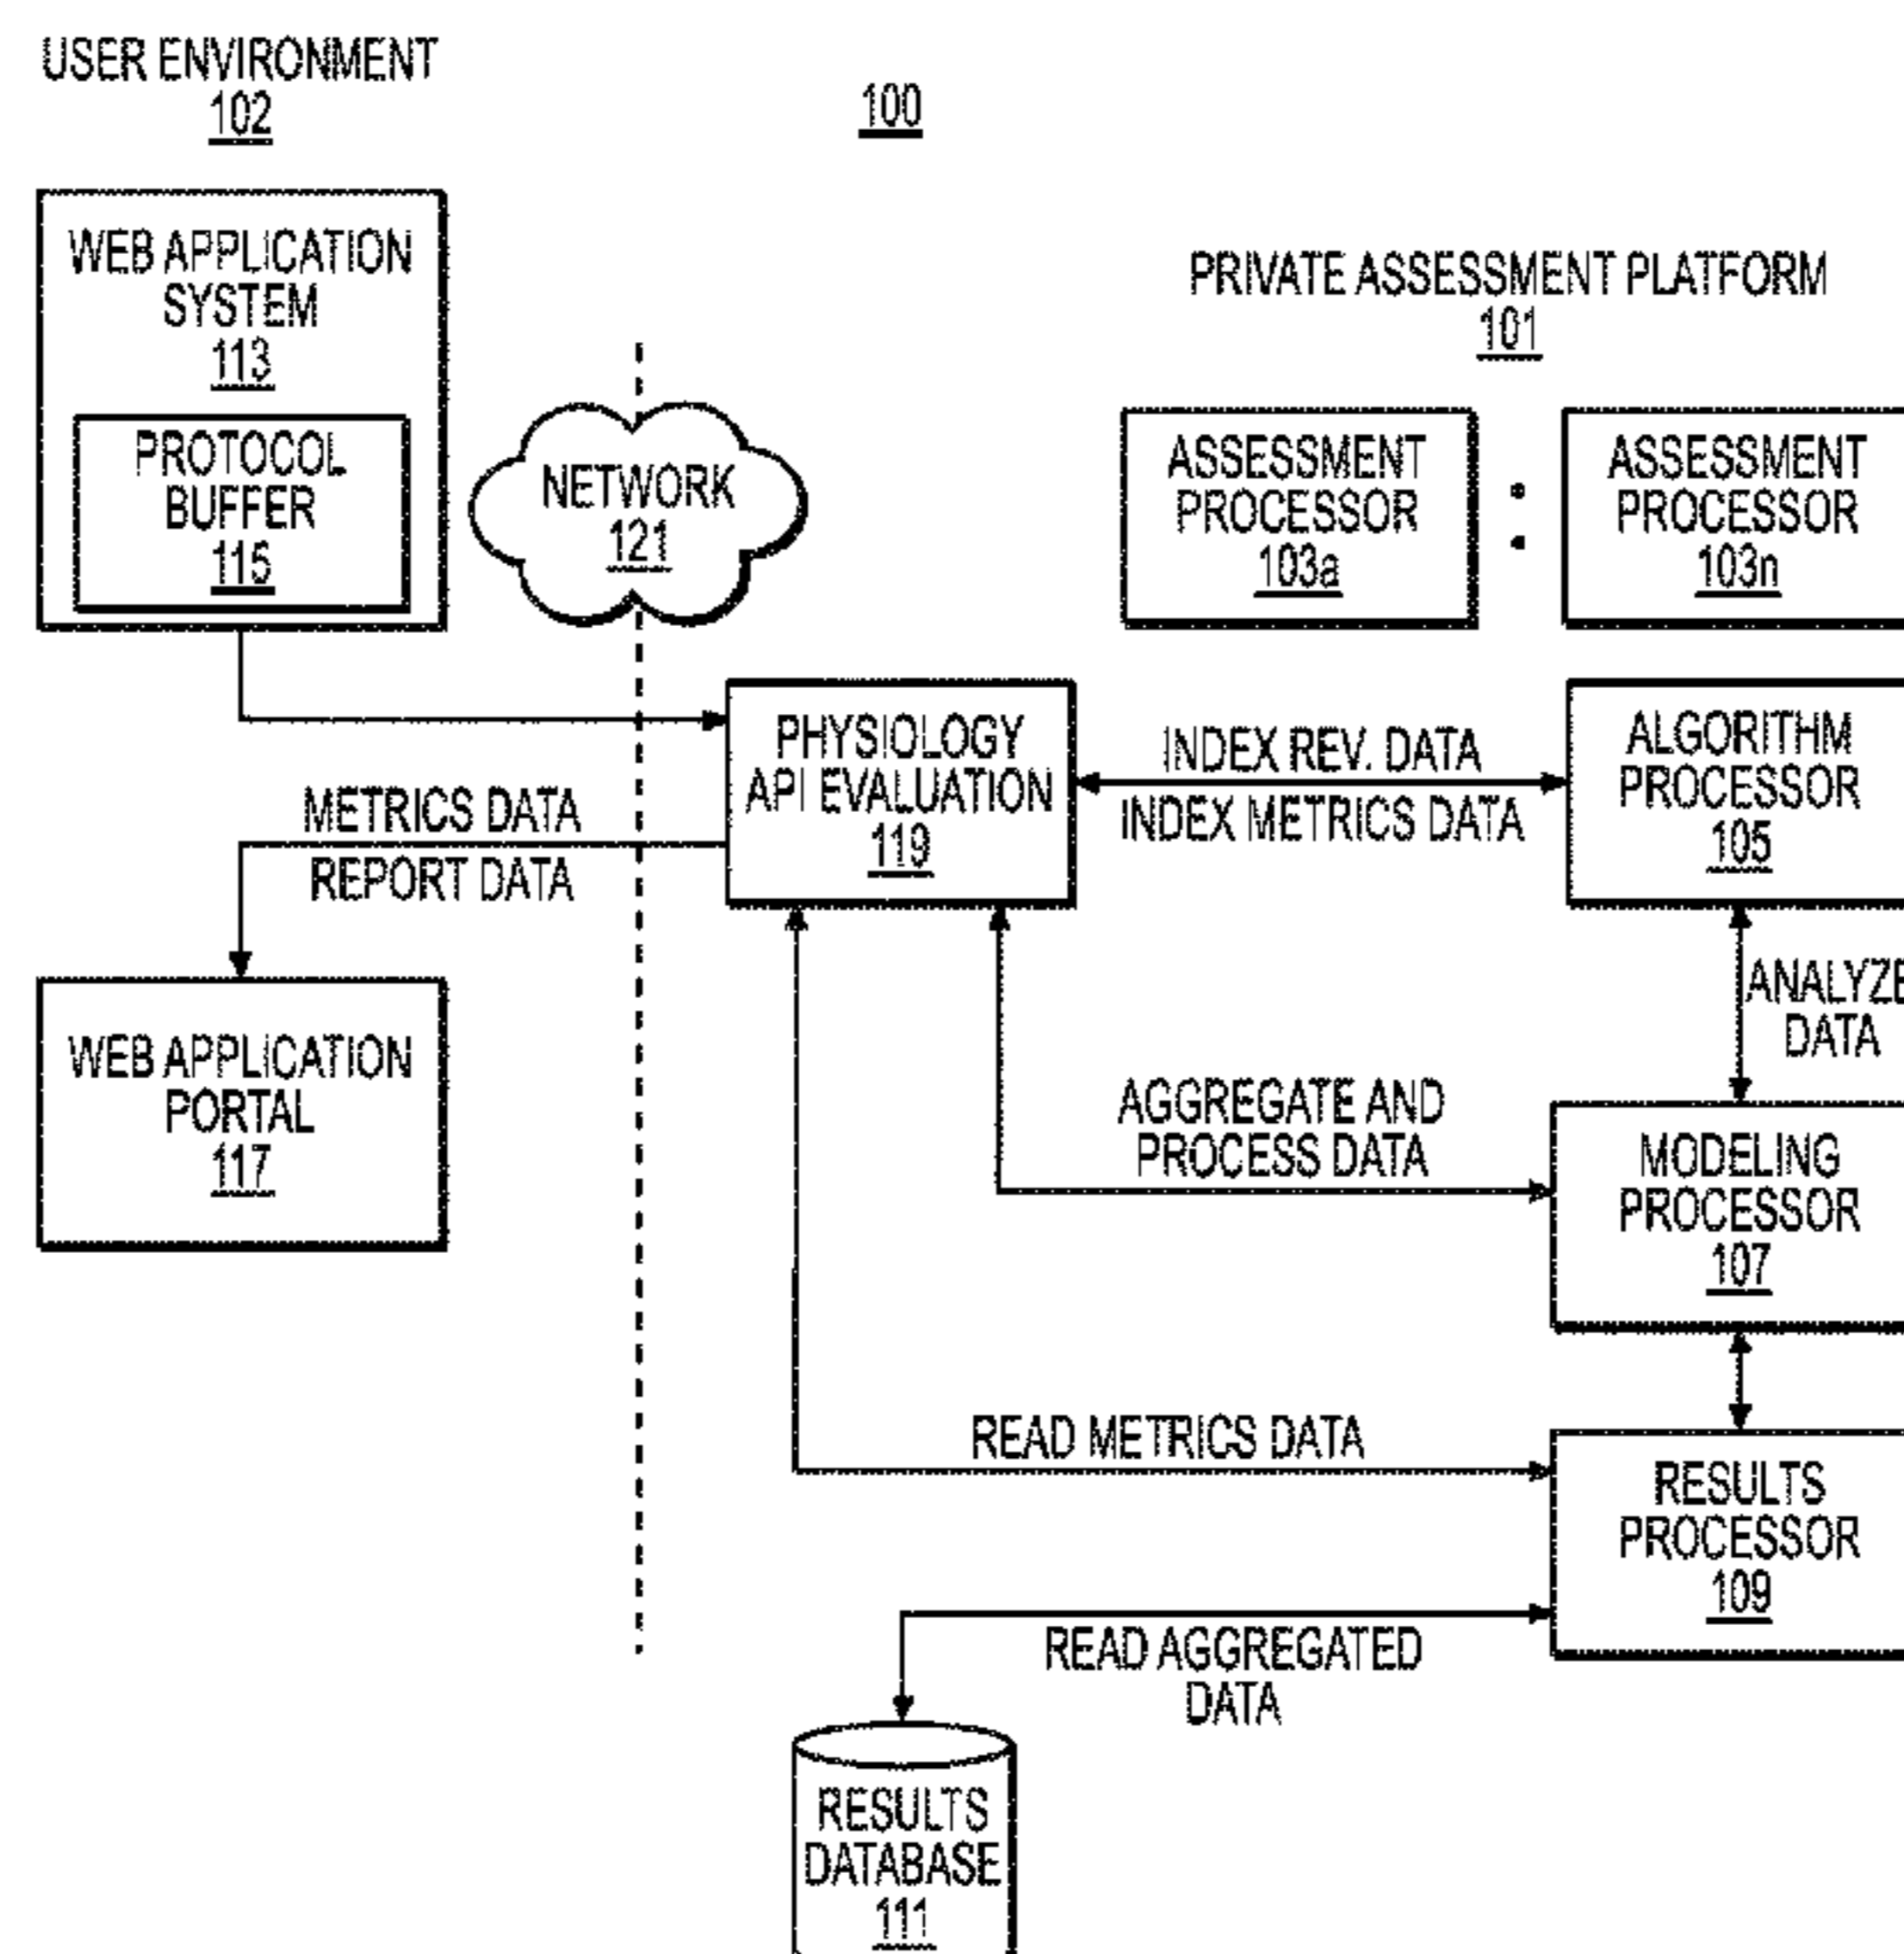 USER ENVIRONMENT
102
100
WEB APPLICATION
SYSTEM
113
PROTOCOL
BUFFER
115
NETWORK
121
PRIVATE ASSESSMENT PLATFORM
101
ASSESSMENT
PROCESSOR
103a
ASSESSMENT
PROCESSOR
103n
PHYSIOLOGY
API EVALUATION
119
INDEX REV. DATA
INDEX METRICS DATA
ALGORITHM
PROCESSOR
105
METRICS DATA
REPORT DATA
ANALYZE
DATA
WEB APPLICATION
PORTAL
117
AGGREGATE AND
PROCESS DATA
MODELING
PROCESSOR
107
READ METRICS DATA
RESULTS
PROCESSOR
109
READ AGGREGATED
DATA
RESULTS
DATABASE
111